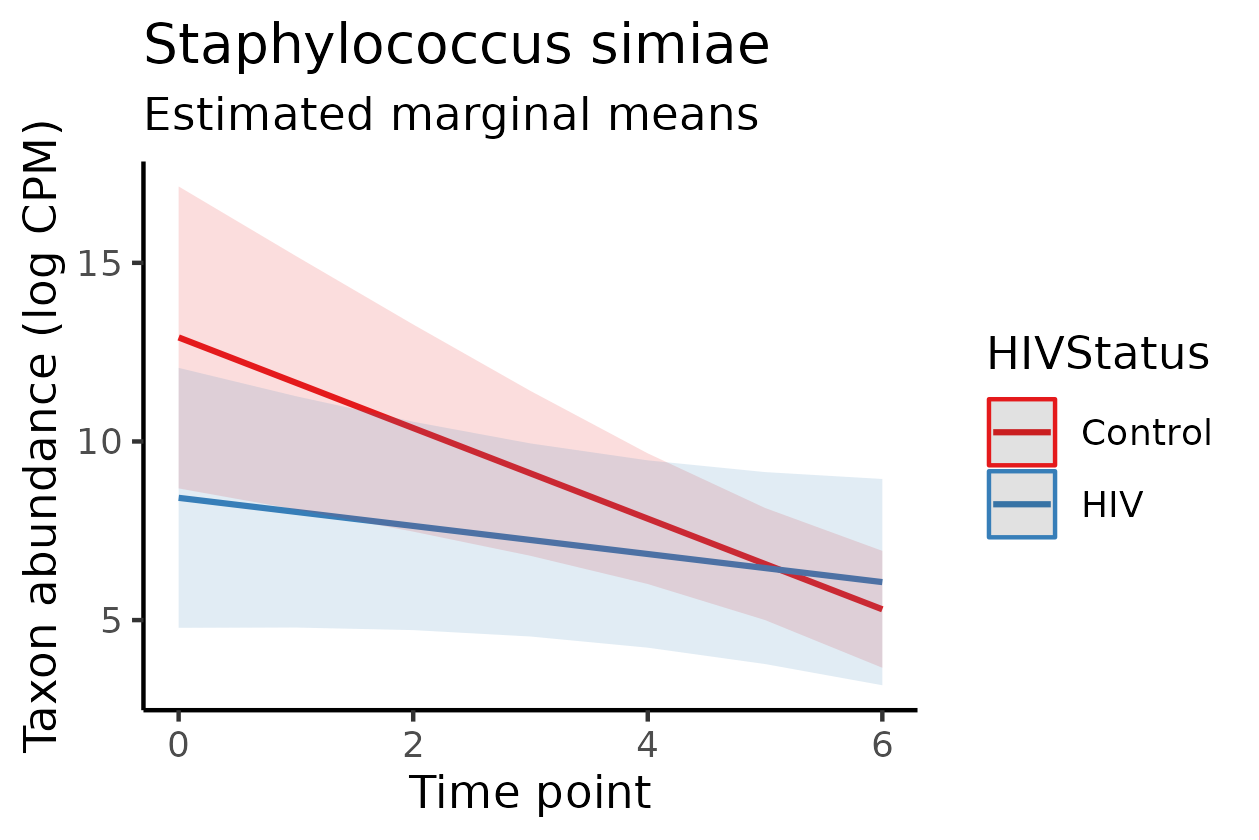 Staphylococcus simiae
Estimated marginal means
Taxon abundance (log CPM)
15
10
5
0 2 4 6
Time point
HIVStatus
Control
HIV